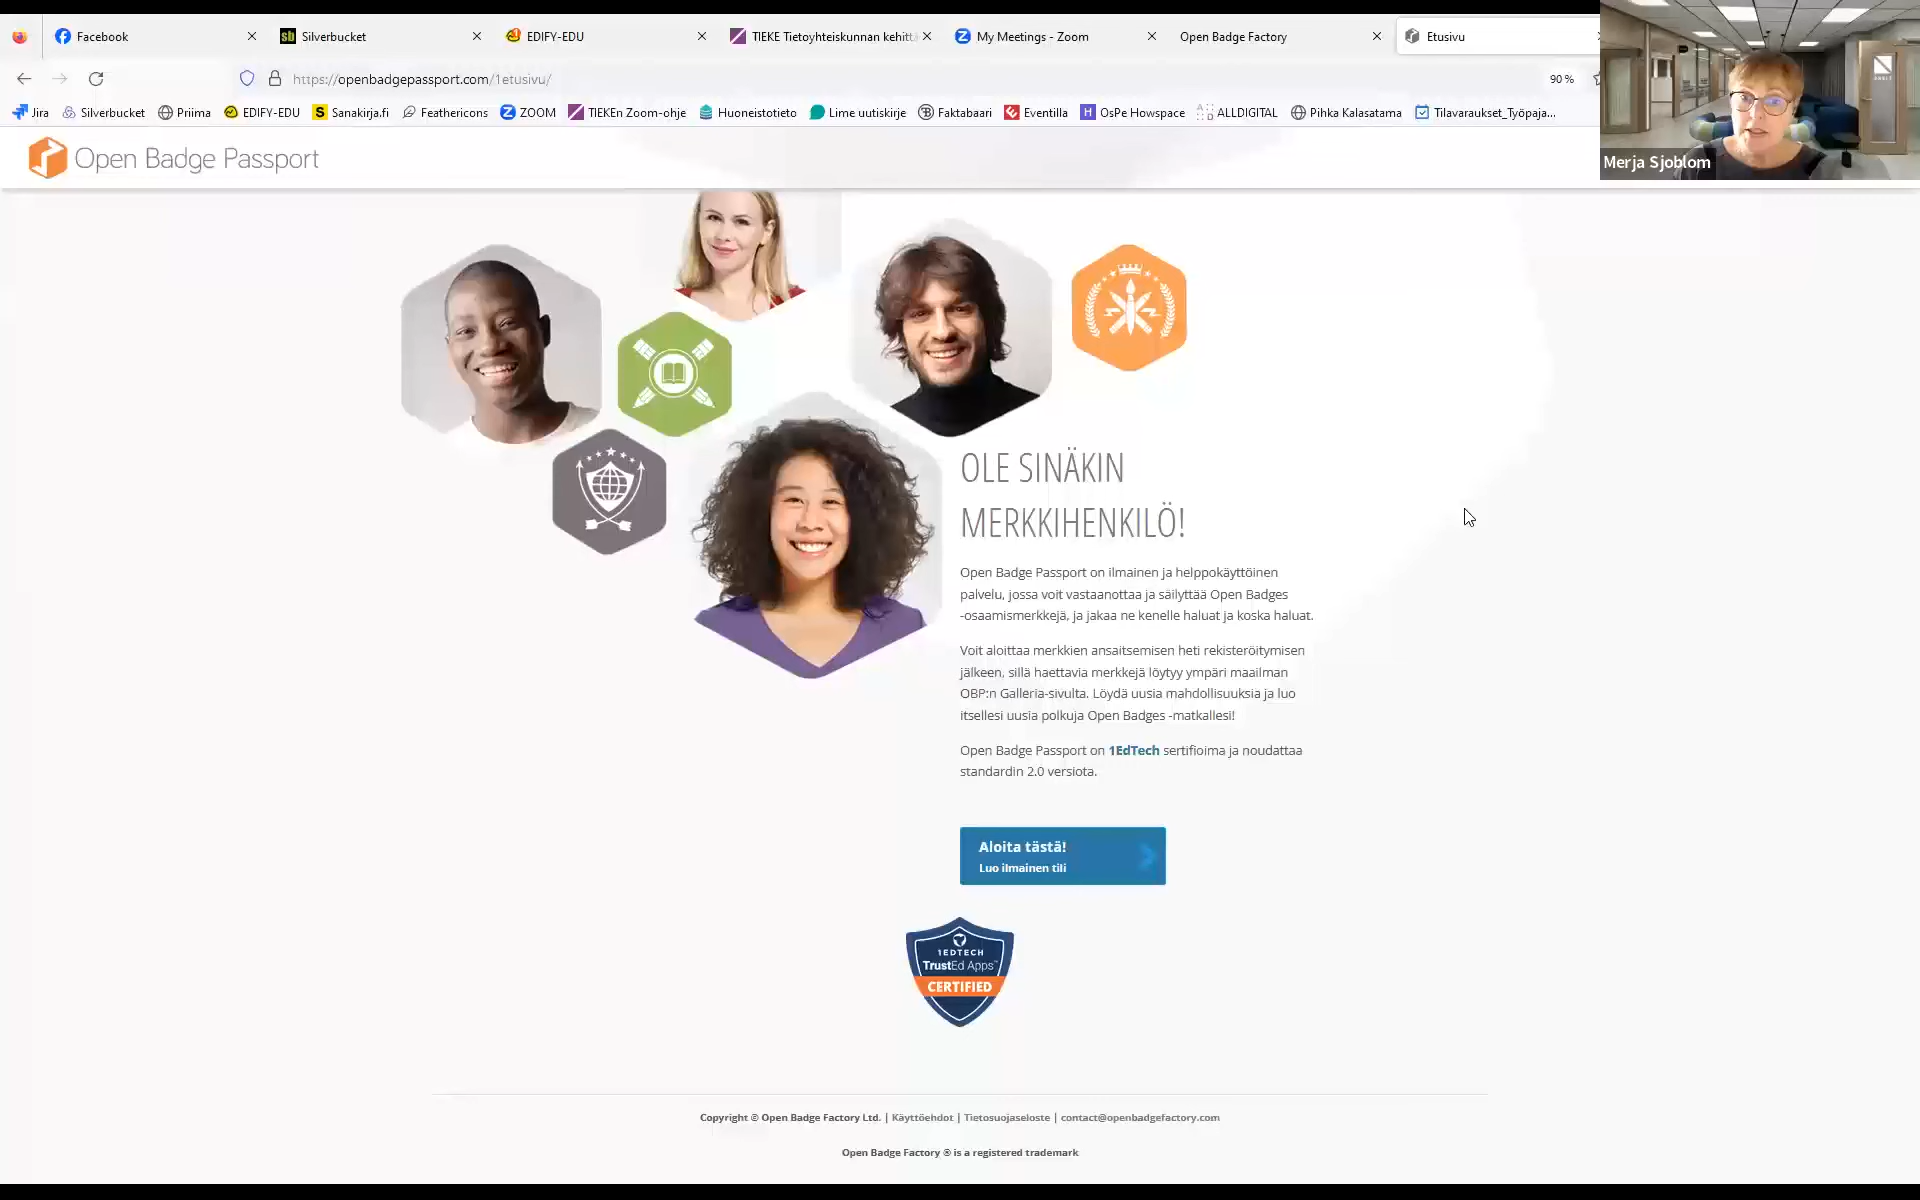 Facebook
Silverbucket
EDIFY-EDU
TIEKE Tietoyhteiskunnan kehittä
My Meetings - Zoom
Open Badge Factory
Etusivu
https://openbadgepassport.com/1etusivu/
90 %
Jira
Silverbucket
Priima
EDIFY-EDU
Sanakirja.fi
Feathericons
ZOOM
TIEKEn Zoom-ohje
Huoneistotieto
Lime uutiskirje
Faktabaari
Eventilla
OsPe Howspace
ALLDIGITAL
Pihka Kalasatama
Tilavaraukset_Työpaja...
Merja Sjoblom
Open Badge Passport
OLE SINÄKIN
MERKKIHENKILÖ!
Open Badge Passport on ilmainen ja helppokäyttöinen
palvelu, jossa voit vastaanottaa ja säilyttää Open Badges
-osaamismerkkejä, ja jakaa ne kenelle haluat ja koska haluat.
Voit aloittaa merkkien ansaitsemisen heti rekisteröitymisen
jälkeen, sillä haettavia merkkejä löytyy ympäri maailman
OBP:n Galleria-sivulta. Löydä uusia mahdollisuuksia ja luo
itsellesi uusia polkuja Open Badges -matkallesi!
Open Badge Passport on 1EdTech sertifioima ja noudattaa
standardin 2.0 versiota.
Aloita tästä!
Luo ilmainen tili
1EDTECH
TrustEd Apps™
CERTIFIED
Copyright © Open Badge Factory Ltd. | Käyttöehdot | Tietosuojaseloste | contact@openbadgefactory.com
Open Badge Factory ® is a registered trademark